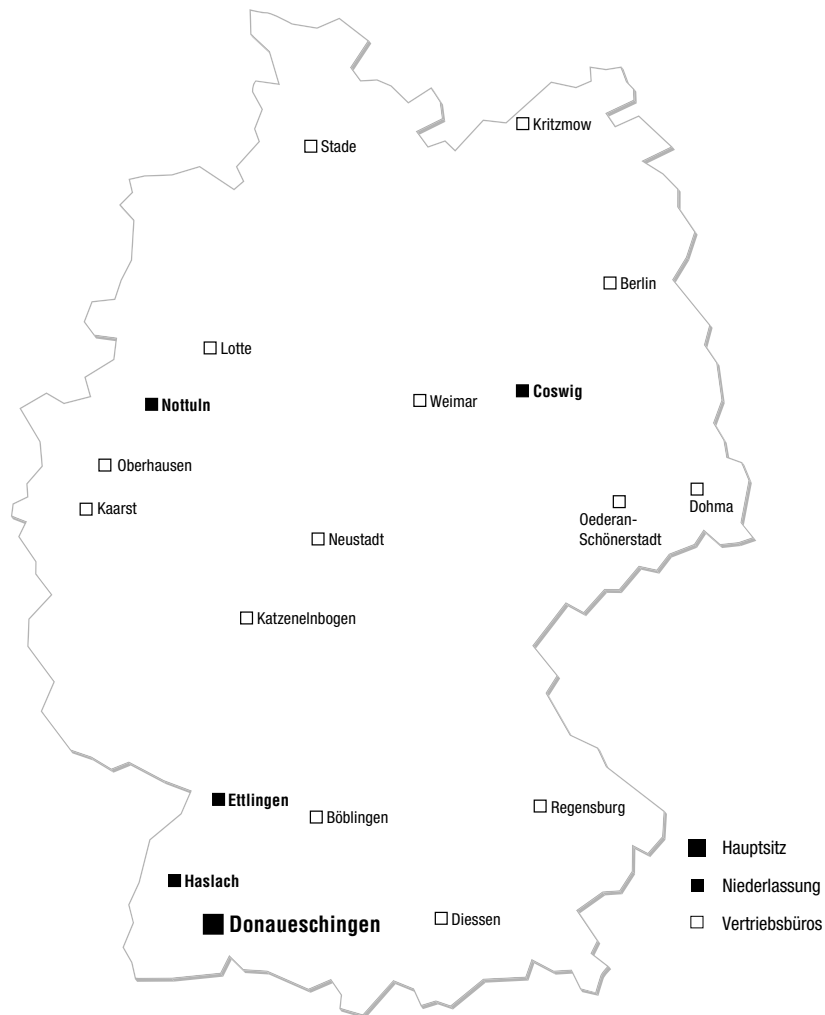 Kritzmow
Stade
Berlin
Lotte
Coswig
Weimar
Nottuln
Oberhausen
Dohma
Kaarst
Oederan-
Schönerstadt
Neustadt
Katzenelnbogen
Ettlingen
Regensburg
Böblingen
Haslach
Donaueschingen
Diessen
Hauptsitz
Niederlassung
Vertriebsbüros